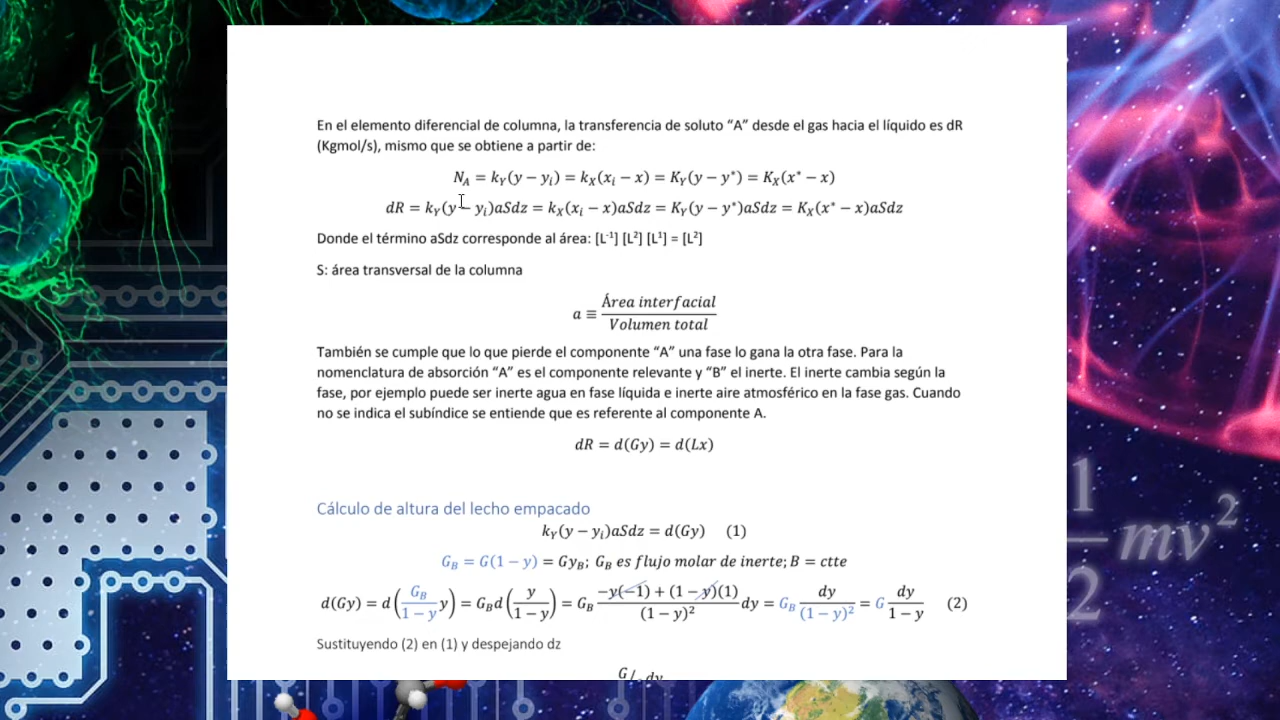 En el elemento diferencial de columna, la transferencia de soluto “A” desde el gas hacia el líquido es dR
(Kgmol/s), mismo que se obtiene a partir de:
N_A = k_Y(y − y_i) = k_X(x_i − x) = K_Y(y − y*) = K_X(x* − x)
dR = k_Y(y − y_i)aSdz = k_X(x_i − x)aSdz = K_Y(y − y*)aSdz = K_X(x* − x)aSdz
Donde el término aSdz corresponde al área: [L⁻¹] [L²] [L¹] = [L²]
S: área transversal de la columna
a ≡ Área interfacial / Volumen total
También se cumple que lo que pierde el componente “A” una fase lo gana la otra fase. Para la
nomenclatura de absorción “A” es el componente relevante y “B” el inerte. El inerte cambia según la
fase, por ejemplo puede ser inerte agua en fase líquida e inerte aire atmosférico en la fase gas. Cuando
no se indica el subíndice se entiende que es referente al componente A.
dR = d(Gy) = d(Lx)
Cálculo de altura del lecho empacado
k_Y(y − y_i)aSdz = d(Gy) (1)
G_B = G(1 − y) = Gy_B; G_B es flujo molar de inerte; B = ctte
d(Gy) = d(G_B/(1 − y) y) = G_B d(y/(1 − y)) = G_B (−y(−1) + (1 − y)(1))/(1 − y)² dy = G_B dy/(1 − y)² = G dy/(1 − y) (2)
Sustituyendo (2) en (1) y despejando dz
1/2 mv²